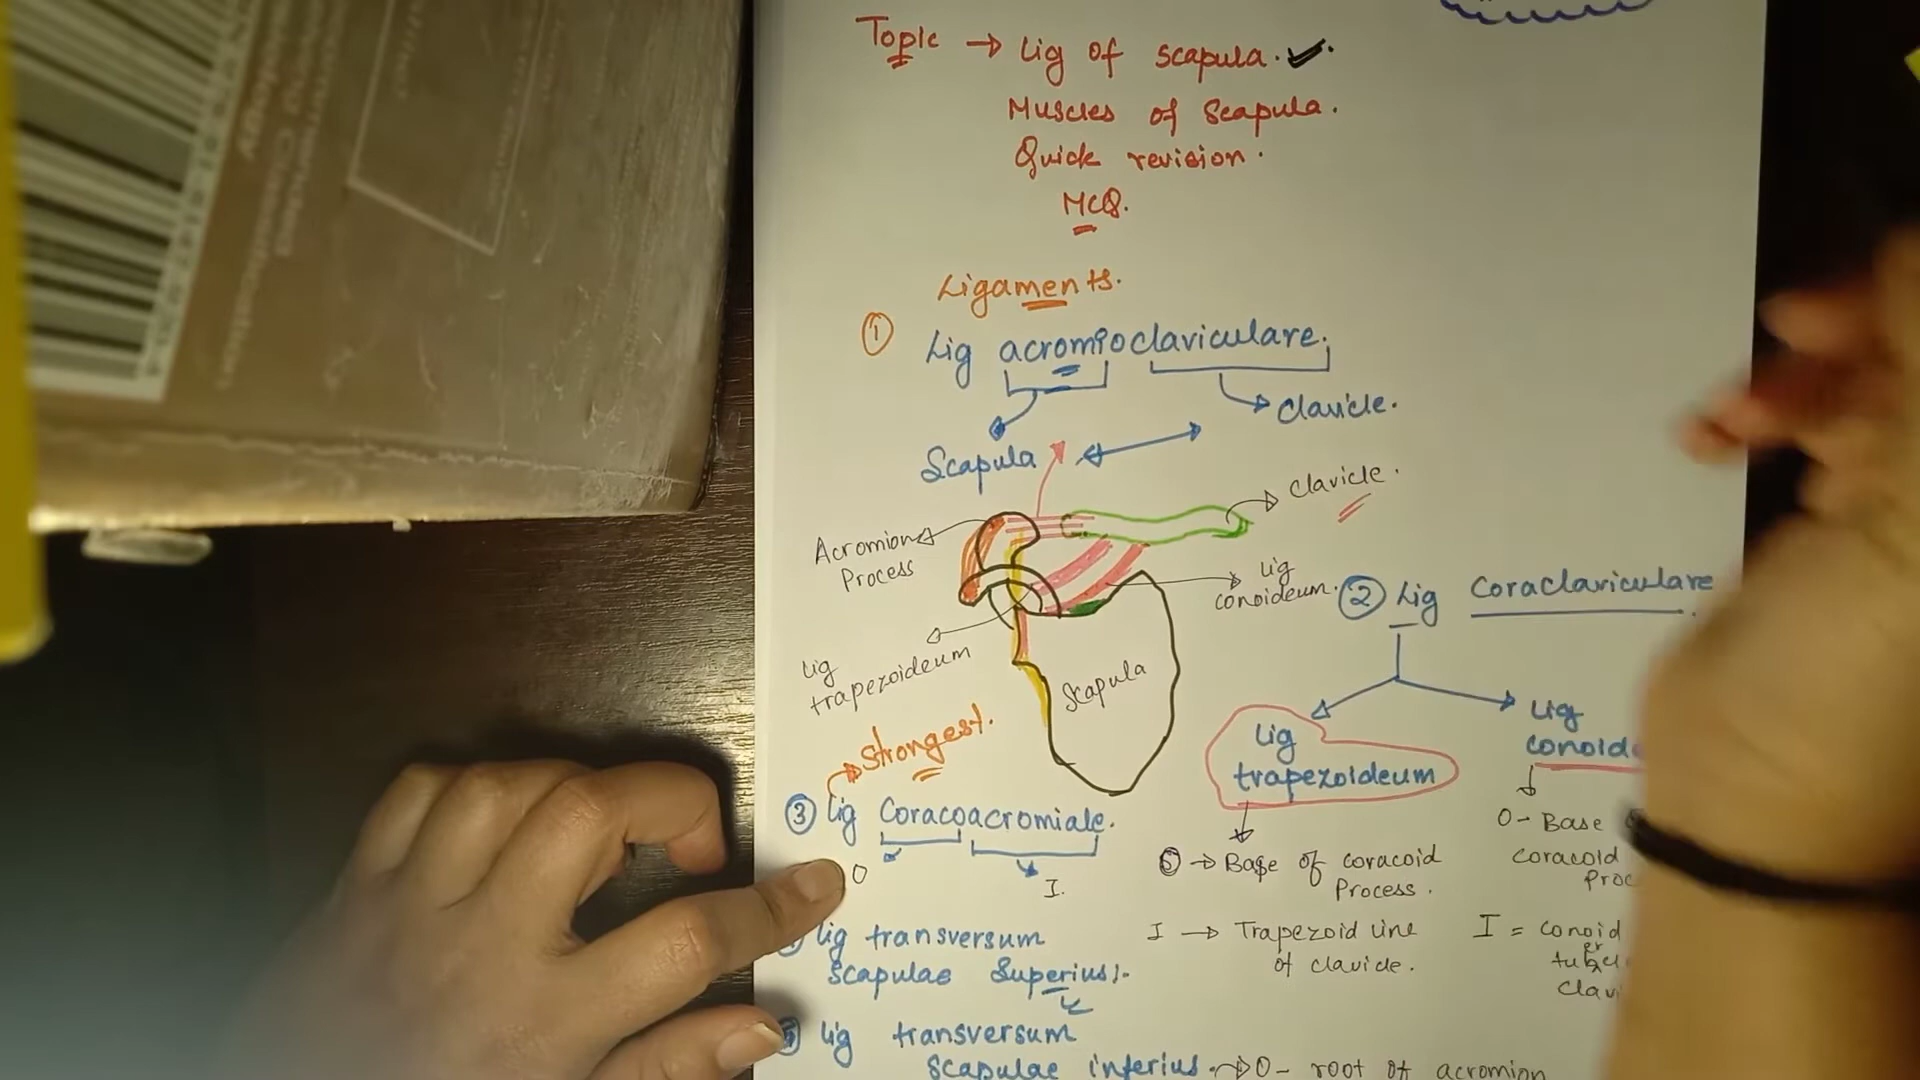 Topic → Lig of scapula.
Muscles of Scapula.
Quick revision.
MCQ.
Ligaments.
① Lig acromioclaviculare.
Clavicle.
Scapula
Clavicle.
Acromion
Process
Lig
conoideum.
Lig
trapezoideum
Scapula
② Lig Coraclaviculare
Lig
trapezoideum
Lig
Strongest.
③ Lig Coracoacromiale.
O
I.
O → Base of coracoid
Process.
O - Base
coracoid
I → Trapezoid line
of clavicle.
I = conoid
Lig transversum
Scapulae Superius:-
Lig transversum
Scapulae inferius. → O- root of acromion